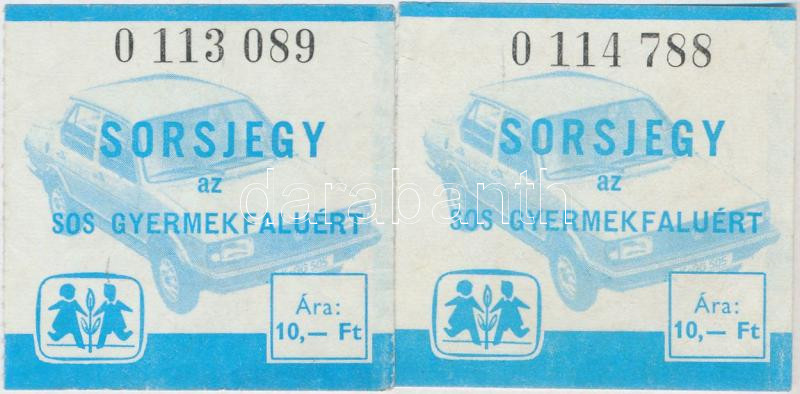 0 113 089
SORSJEGY
az
SOS GYERMEKFALUÉRT
Ára:
10,— Ft
0 114 788
SORSJEGY
az
SOS GYERMEKFALUÉRT
Ára:
10,— Ft
darabanth